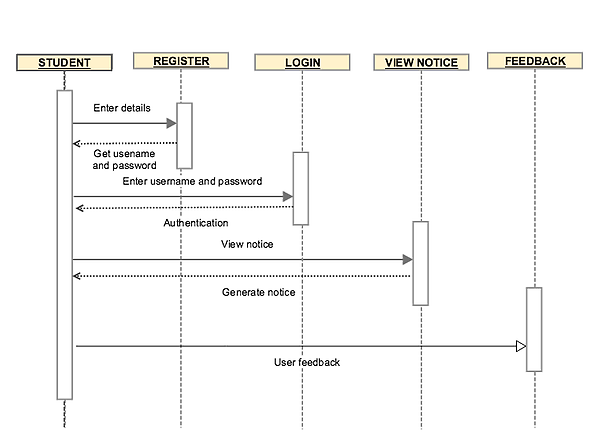 STUDENT
REGISTER
LOGIN
VIEW NOTICE
FEEDBACK
Enter details
Get usename
and password
Enter username and password
Authentication
View notice
Generate notice
User feedback